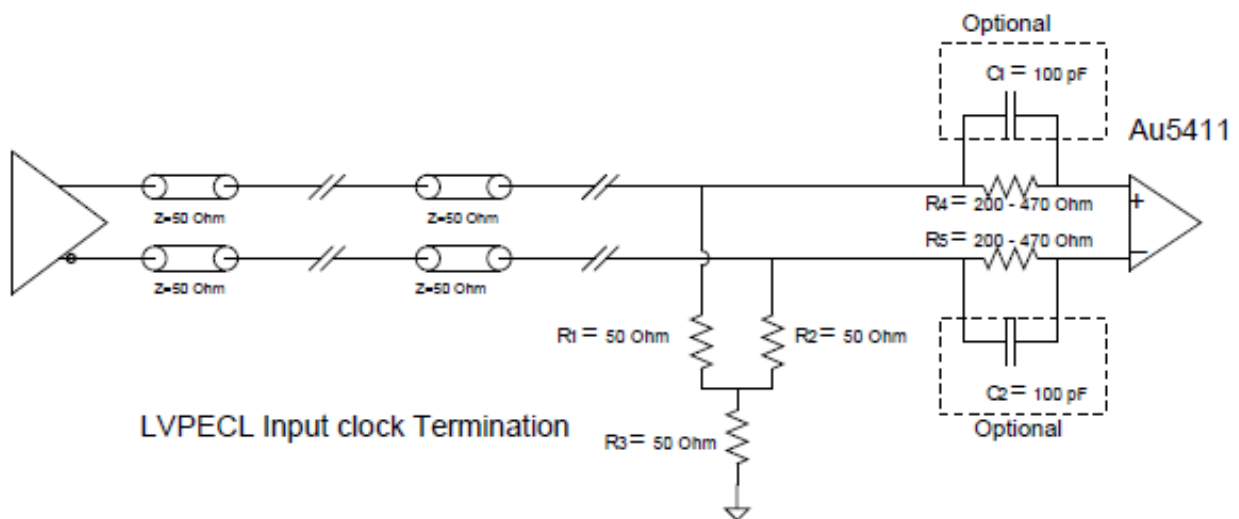 Optional
C1 = 100 pF
Au5411
Z=50 Ohm
Z=50 Ohm
R4 = 200 - 470 Ohm
+
R5 = 200 - 470 Ohm
−
Z=50 Ohm
Z=50 Ohm
R1 = 50 Ohm
R2 = 50 Ohm
C2 = 100 pF
Optional
LVPECL Input clock Termination
R3 = 50 Ohm